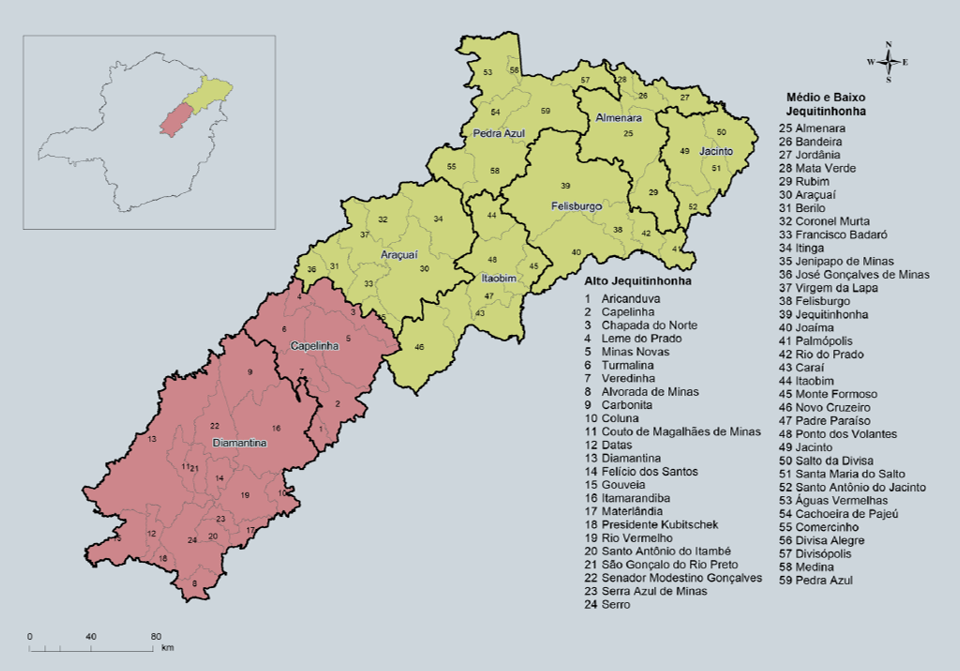 N
W E
S
53
56
57
28
26
27
54
59
Almenara
Pedra Azul
25
50
49
Jacinto
51
55
58
39
29
52
Felisburgo
32
34
44
37
38
42
40
41
Araçuaí
36
31
30
48
45
Itaobim
33
47
43
35
46
4
3
6
5
Capelinha
9
7
2
22
16
1
13
Diamantina
11
21
14
19
10
23
17
15
12
24
20
18
8
Alto Jequitinhonha
1 Aricanduva
2 Capelinha
3 Chapada do Norte
4 Leme do Prado
5 Minas Novas
6 Turmalina
7 Veredinha
8 Alvorada de Minas
9 Carbonita
10 Coluna
11 Couto de Magalhães de Minas
12 Datas
13 Diamantina
14 Felício dos Santos
15 Gouveia
16 Itamarandiba
17 Materlândia
18 Presidente Kubitschek
19 Rio Vermelho
20 Santo Antônio do Itambé
21 São Gonçalo do Rio Preto
22 Senador Modestino Gonçalves
23 Serra Azul de Minas
24 Serro
Médio e Baixo
Jequitinhonha
25 Almenara
26 Bandeira
27 Jordânia
28 Mata Verde
29 Rubim
30 Araçuaí
31 Berilo
32 Coronel Murta
33 Francisco Badaró
34 Itinga
35 Jenipapo de Minas
36 José Gonçalves de Minas
37 Virgem da Lapa
38 Felisburgo
39 Jequitinhonha
40 Joaíma
41 Palmópolis
42 Rio do Prado
43 Caraí
44 Itaobim
45 Monte Formoso
46 Novo Cruzeiro
47 Padre Paraíso
48 Ponto dos Volantes
49 Jacinto
50 Salto da Divisa
51 Santa Maria do Salto
52 Santo Antônio do Jacinto
53 Águas Vermelhas
54 Cachoeira de Pajeú
55 Comercinho
56 Divisa Alegre
57 Divisópolis
58 Medina
59 Pedra Azul
0 40 80
km